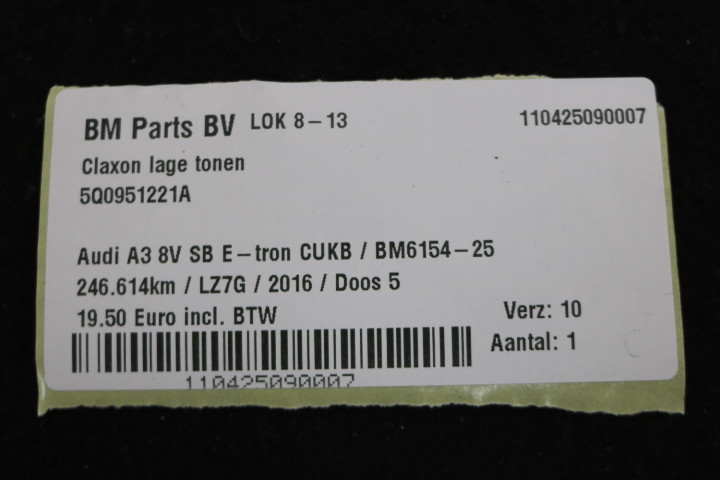 BM Parts BV LOK 8-13 110425090007
Claxon lage tonen
5Q0951221A
Audi A3 8V SB E-tron CUKB / BM6154-25
246.614km / LZ7G / 2016 / Doos 5
19.50 Euro incl. BTW Verz: 10
Aantal: 1
110425090007